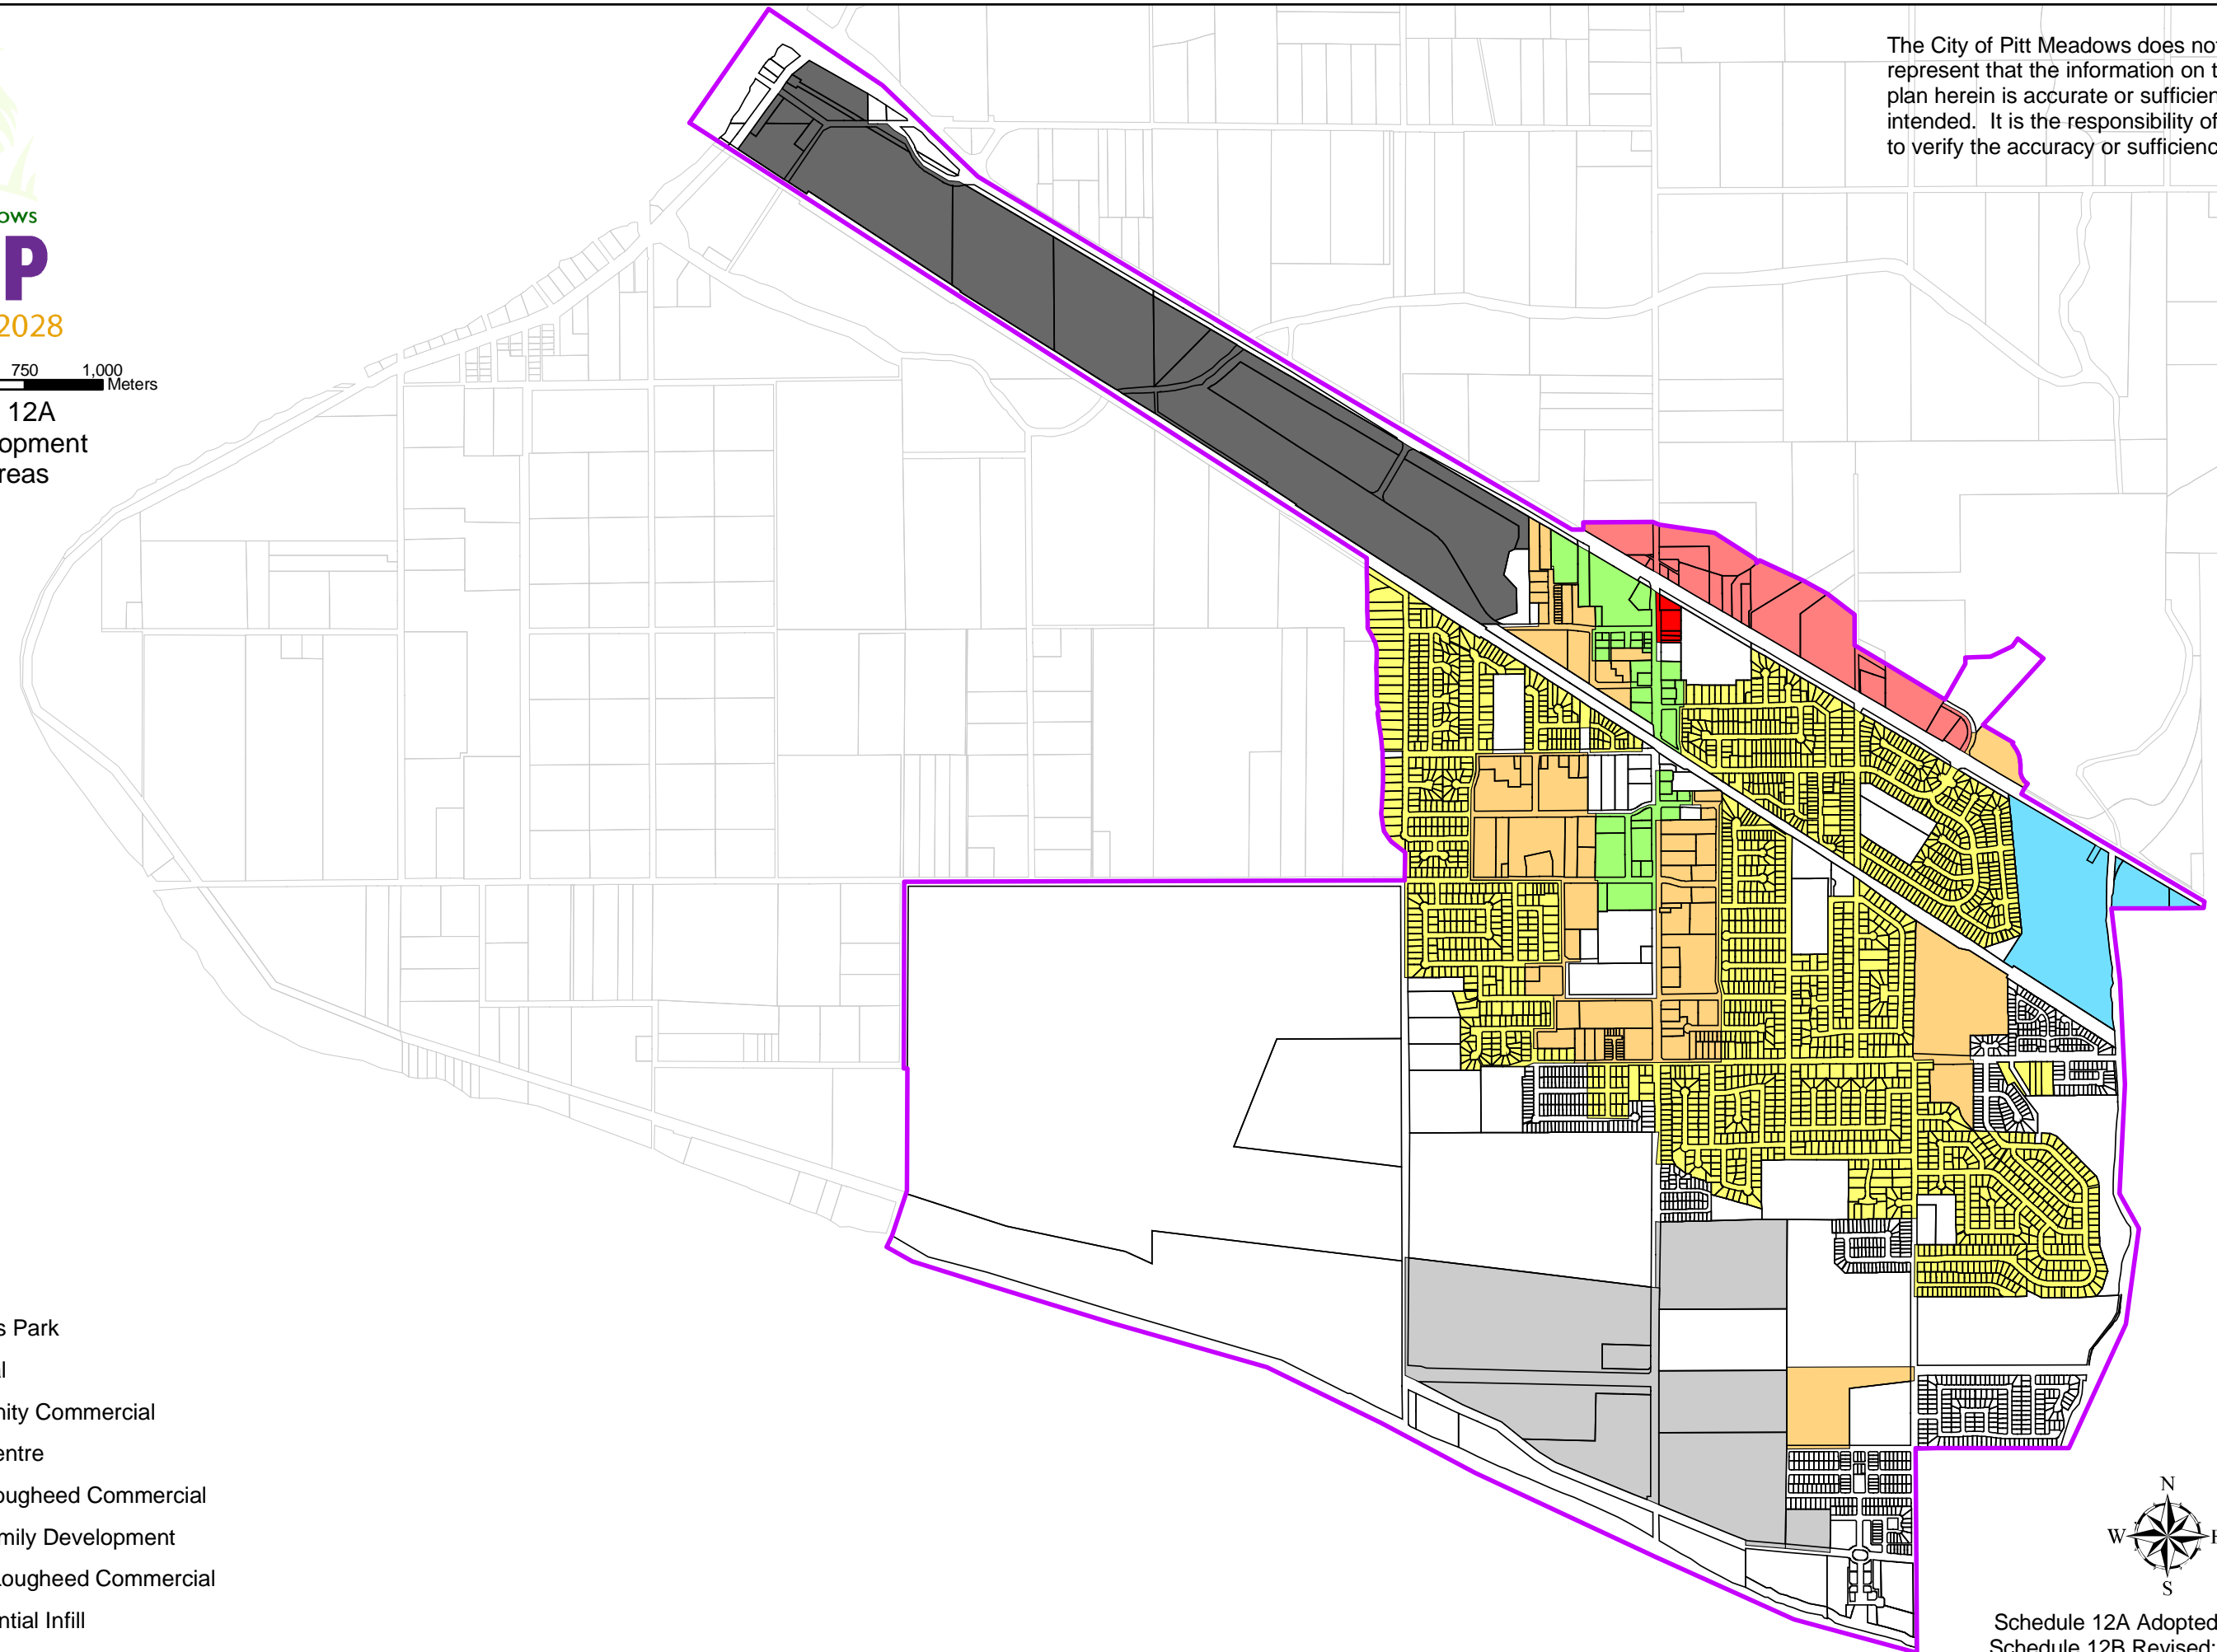 ows
P
2028
750 1,000
Meters
12A
opment
reas
The City of Pitt Meadows does not
represent that the information on t
plan herein is accurate or sufficien
intended. It is the responsibility of
to verify the accuracy or sufficienc
s Park
l
nity Commercial
entre
ougheed Commercial
mily Development
Lougheed Commercial
ntial Infill
N
W E
S
Schedule 12A Adopted
Schedule 12B Revised: